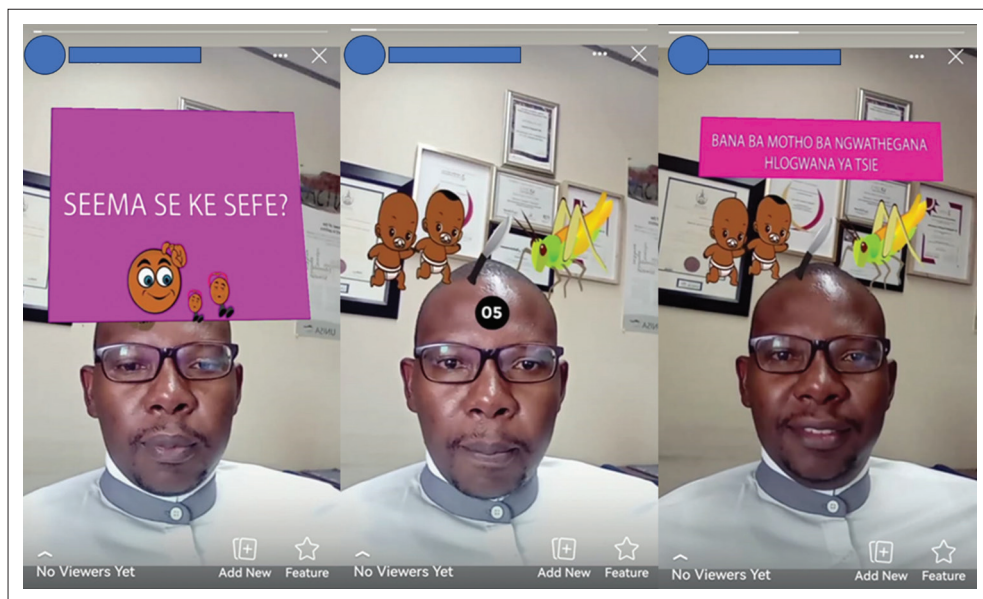 SEEMA SE KE SEFE?
No Viewers Yet
Add New
Feature
05
No Viewers Yet
Add New
Feature
BANA BA MOTHO BA NGWATHEGANA
HLOGWANA YA TSIE
No Viewers Yet
Add New
Feature